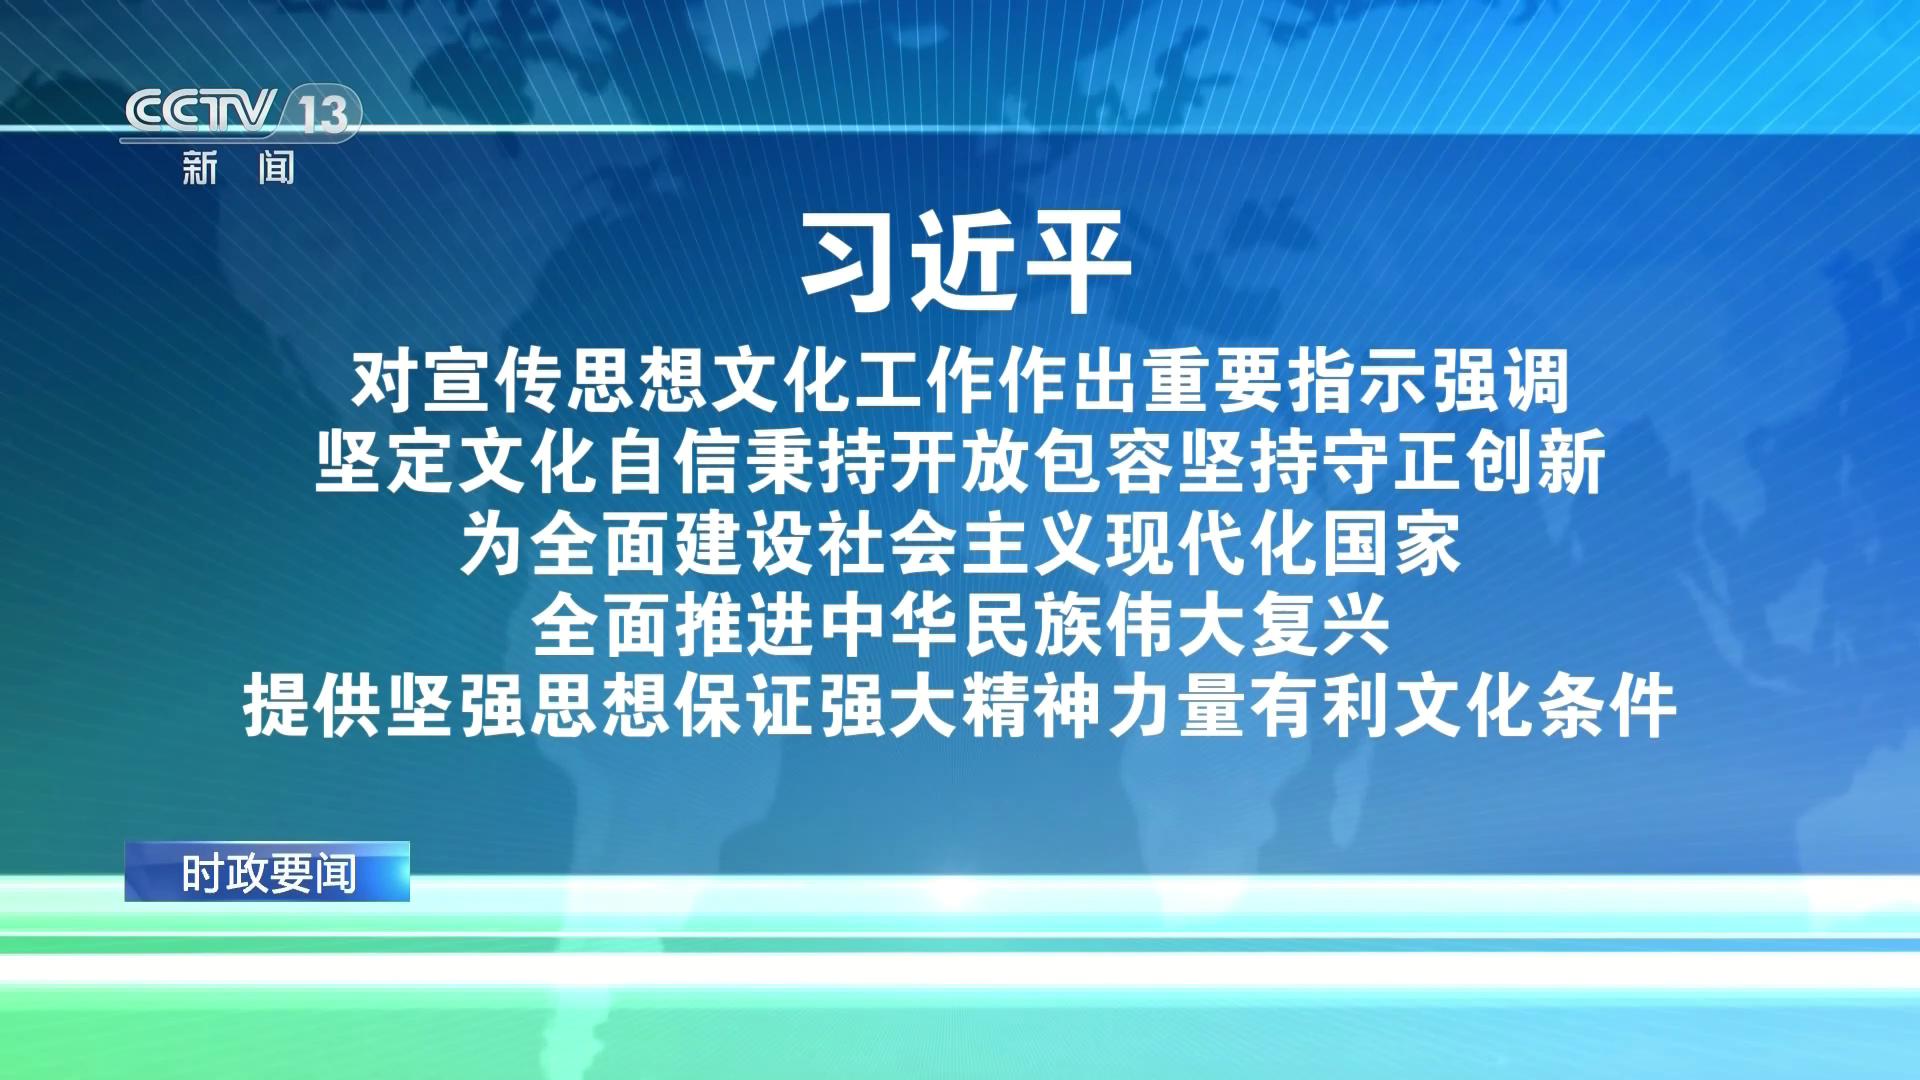 CCTV 13
新闻
习近平
对宣传思想文化工作作出重要指示强调
坚定文化自信秉持开放包容坚持守正创新
为全面建设社会主义现代化国家
全面推进中华民族伟大复兴
提供坚强思想保证强大精神力量有利文化条件
时政要闻